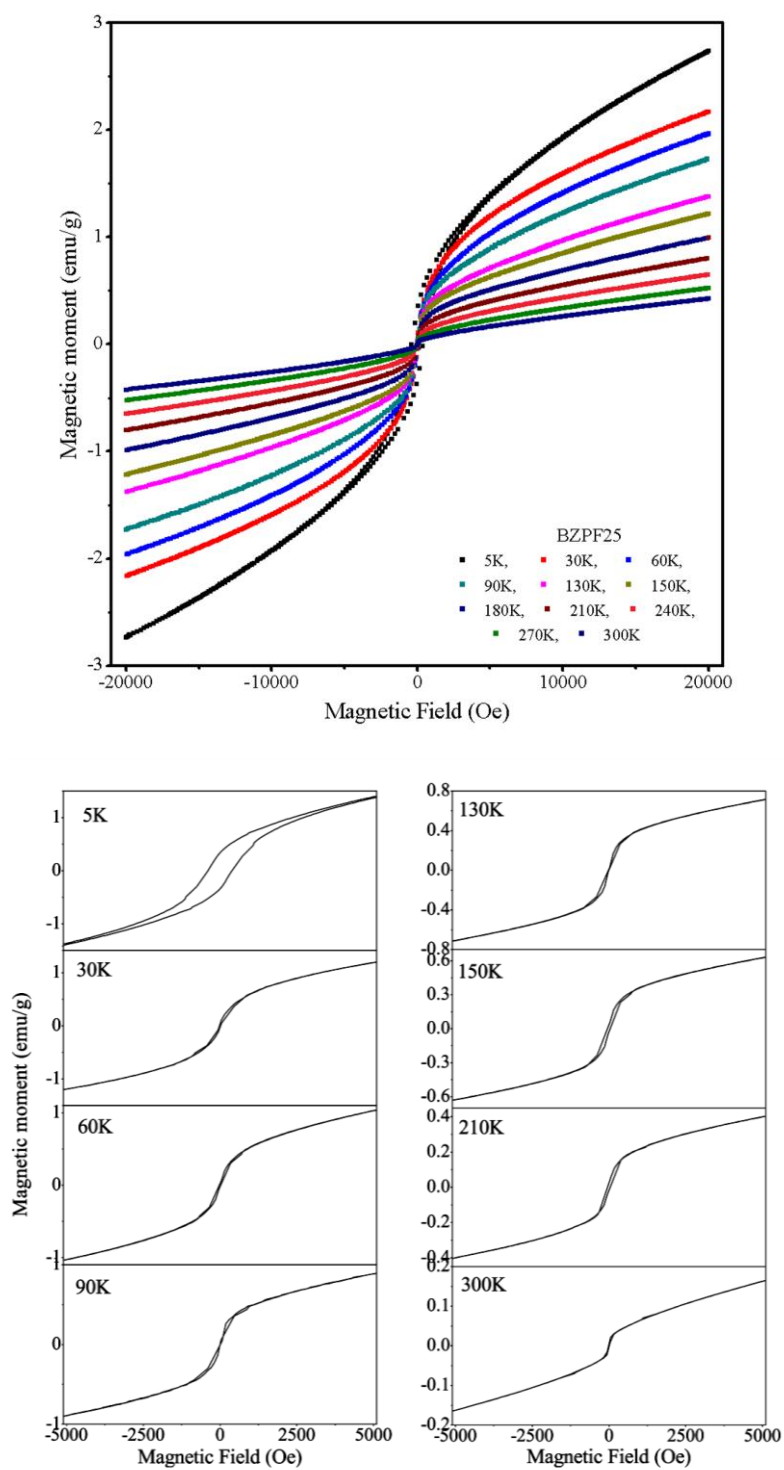 3
2
1
0
-1
-2
-3
Magnetic moment (emu/g)
BZPF25
5K, 30K, 60K,
90K, 130K, 150K,
180K, 210K, 240K,
270K, 300K
-20000 -10000 0 10000 20000
Magnetic Field (Oe)
Magnetic moment (emu/g)
5K
1
0
-1
30K
1
0
-1
60K
1
0
-1
90K
1
0
-1
-5000 -2500 0 2500 5000
Magnetic Field (Oe)
130K
0.8
0.4
0.0
-0.4
-0.8
150K
0.6
0.3
0.0
-0.3
-0.6
210K
0.4
0.2
0.0
-0.2
-0.4
300K
0.2
0.1
0.0
-0.1
-0.2
-5000 -2500 0 2500 5000
Magnetic Field (Oe)